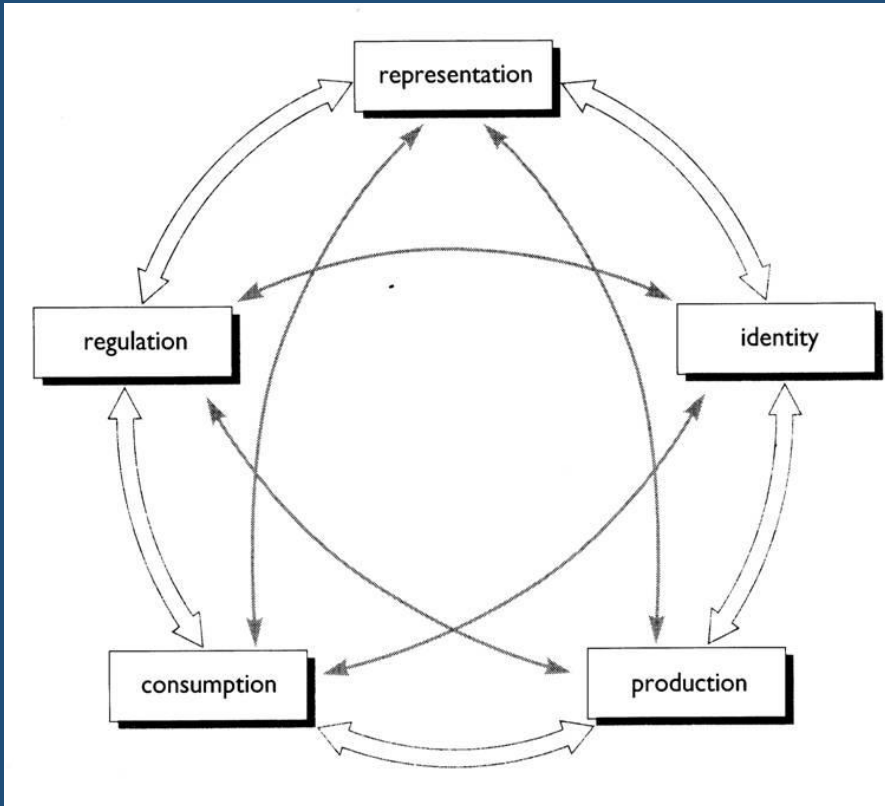 representation
regulation
identity
consumption
production